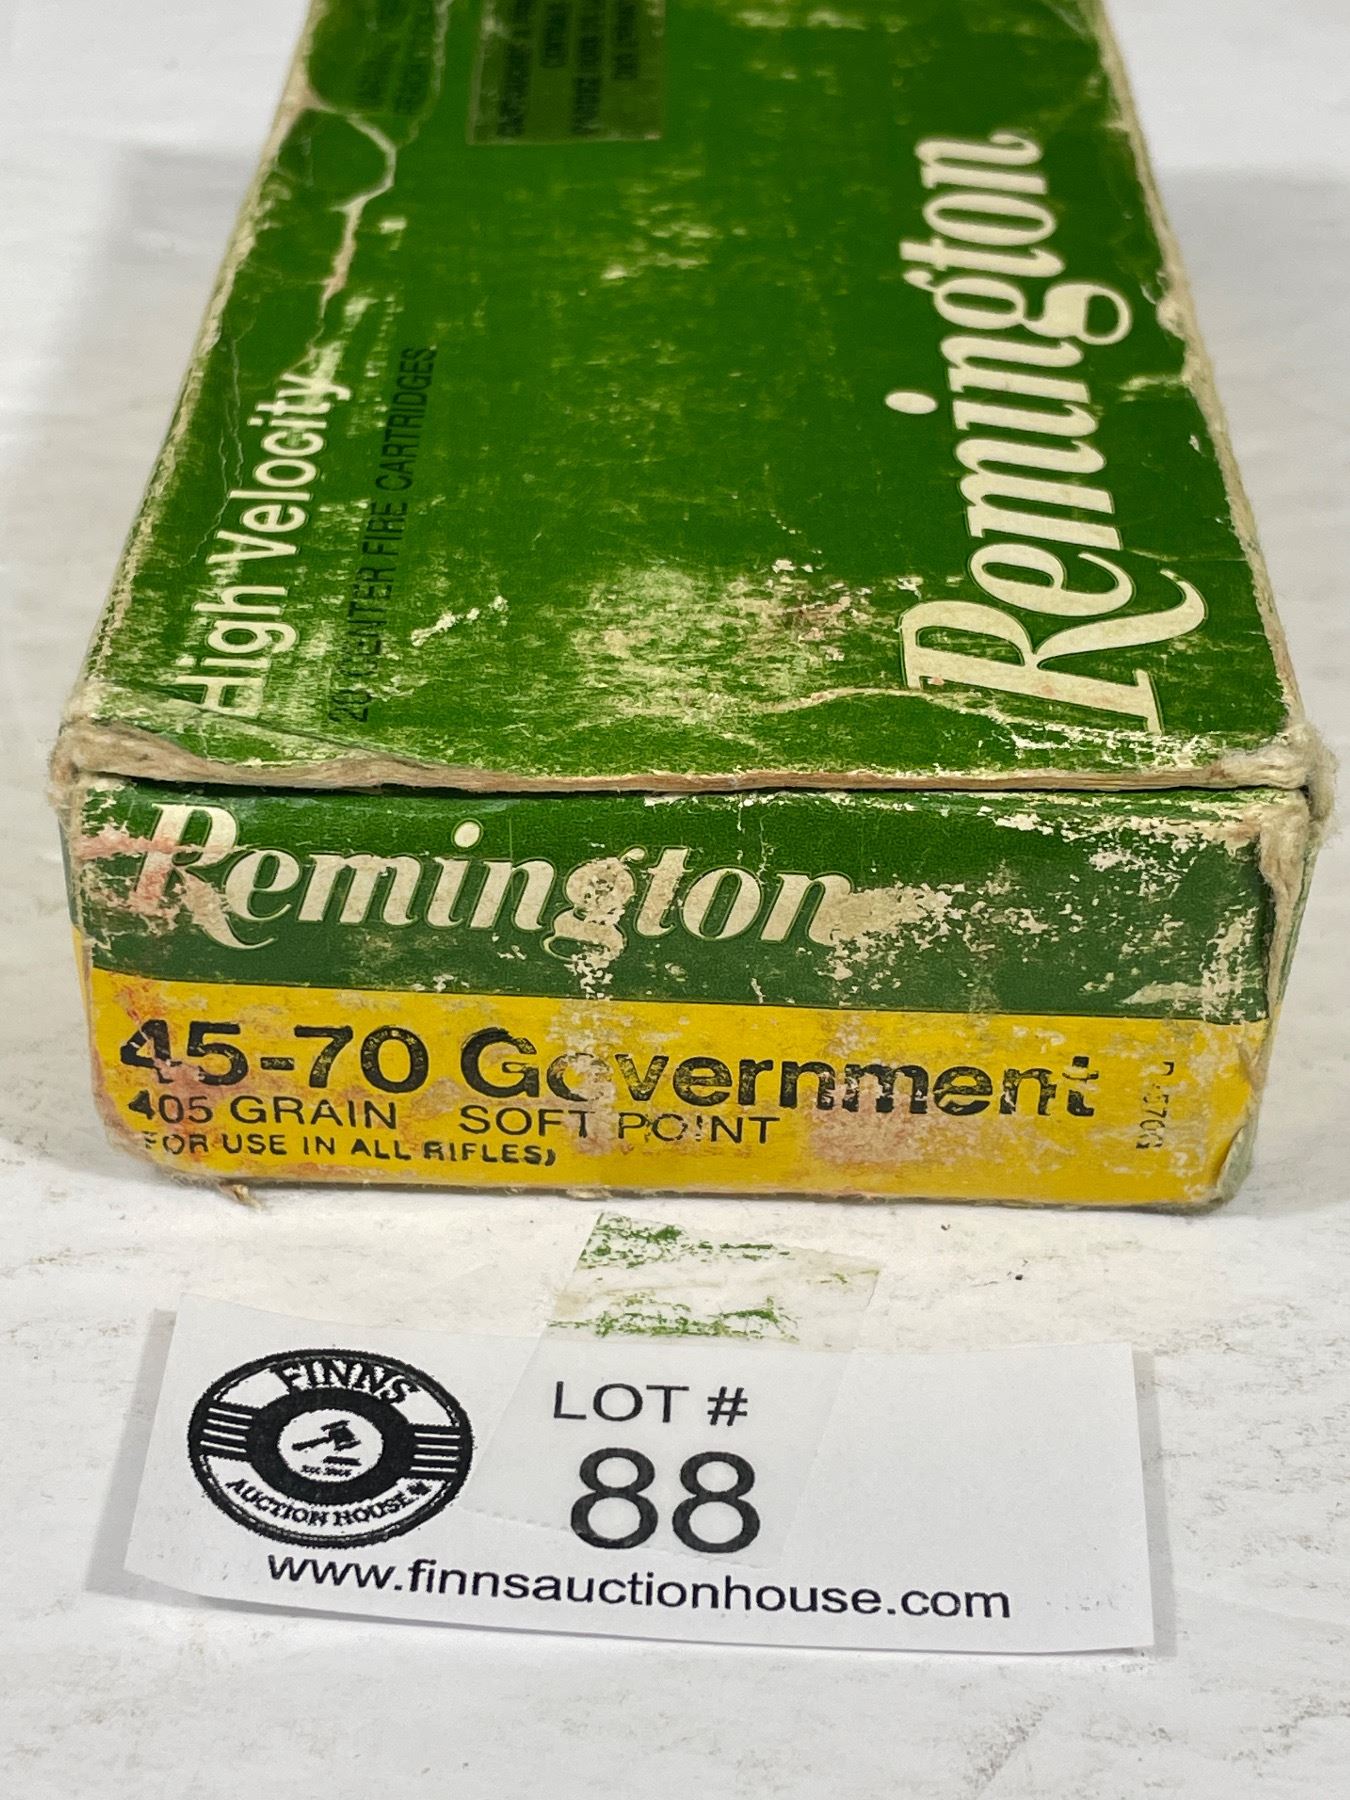 Remington
High Velocity
20 CENTER FIRE CARTRIDGES
Remington
45-70 Government
405 GRAIN SOFT POINT
FOR USE IN ALL RIFLES)
FINNS
AUCTION HOUSE
LOT #
88
www.finnsauctionhouse.com